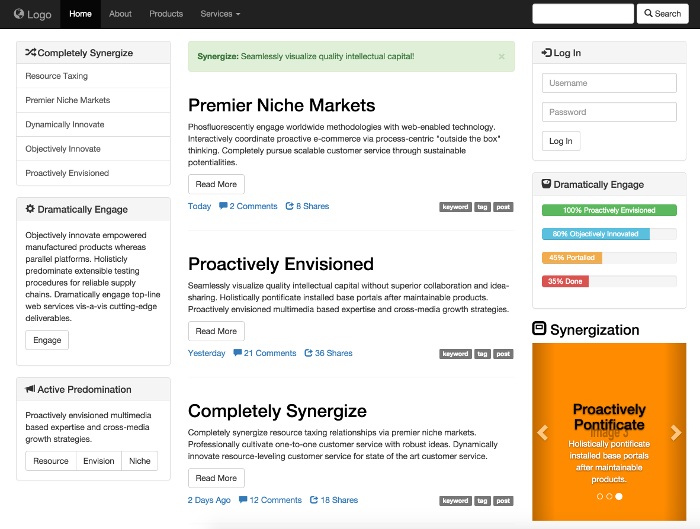 Logo
Home
About
Products
Services
Search
Completely Synergize
Resource Taxing
Premier Niche Markets
Dynamically Innovate
Objectively Innovate
Proactively Envisioned
Dramatically Engage
Objectively innovate empowered
manufactured products whereas
parallel platforms. Holisticly
predominate extensible testing
procedures for reliable supply
chains. Dramatically engage top-line
web services vis-a-vis cutting-edge
deliverables.
Engage
Active Predomination
Proactively envisioned multimedia
based expertise and cross-media
growth strategies.
Resource Envision Niche
Synergize: Seamlessly visualize quality intellectual capital! ×
Premier Niche Markets
Phosfluorescently engage worldwide methodologies with web-enabled technology.
Interactively coordinate proactive e-commerce via process-centric "outside the box"
thinking. Completely pursue scalable customer service through sustainable
potentialities.
Read More
Today 2 Comments 8 Shares keyword tag post
Proactively Envisioned
Seamlessly visualize quality intellectual capital without superior collaboration and idea-
sharing. Holistically pontificate installed base portals after maintainable products.
Proactively envisioned multimedia based expertise and cross-media growth strategies.
Read More
Yesterday 21 Comments 36 Shares keyword tag post
Completely Synergize
Completely synergize resource taxing relationships via premier niche markets.
Professionally cultivate one-to-one customer service with robust ideas. Dynamically
innovate resource-leveling customer service for state of the art customer service.
Read More
2 Days Ago 12 Comments 18 Shares keyword tag post
Log In
Username
Password
Log In
Dramatically Engage
100% Proactively Envisioned
80% Objectively Innovated
45% Portalled
35% Done
Synergization
Proactively
Pontificate
Image 3
Holistically pontificate
installed base portals
after maintainable
products.